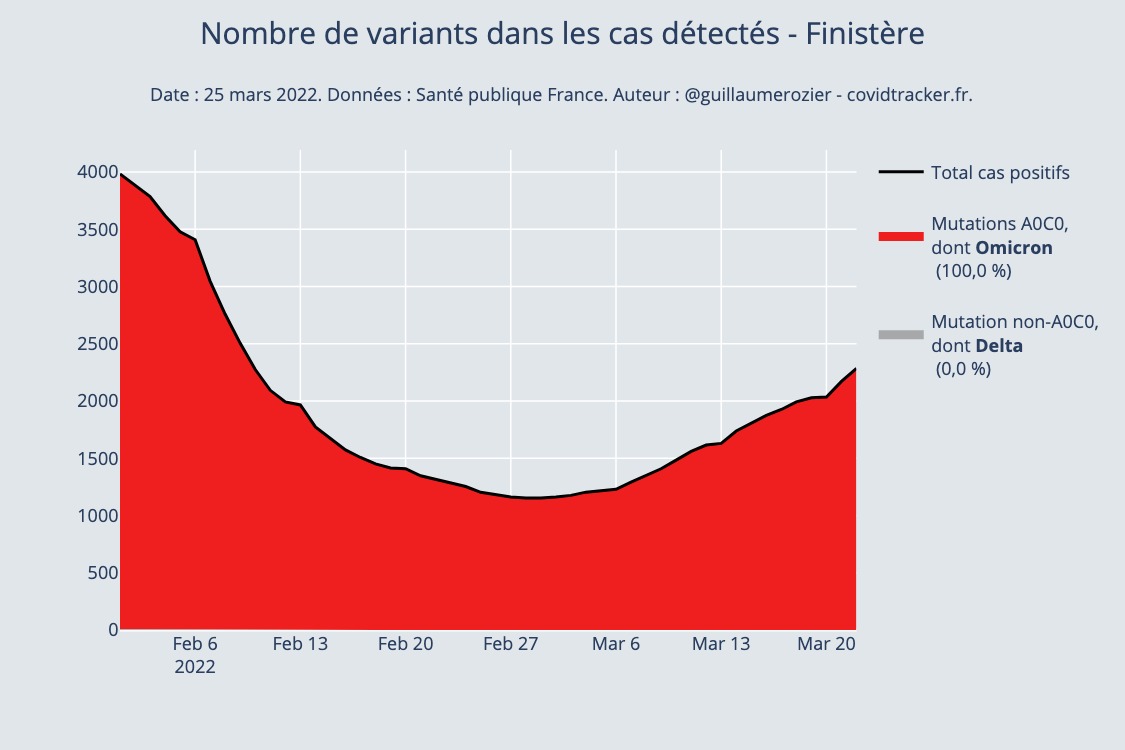 Nombre de variants dans les cas détectés - Finistère
Date : 25 mars 2022. Données : Santé publique France. Auteur : @guillaumerozier - covidtracker.fr.
4000
3500
3000
2500
2000
1500
1000
500
0
Feb 6
2022
Feb 13
Feb 20
Feb 27
Mar 6
Mar 13
Mar 20
Total cas positifs
Mutations A0C0,
dont Omicron
(100,0 %)
Mutation non-A0C0,
dont Delta
(0,0 %)